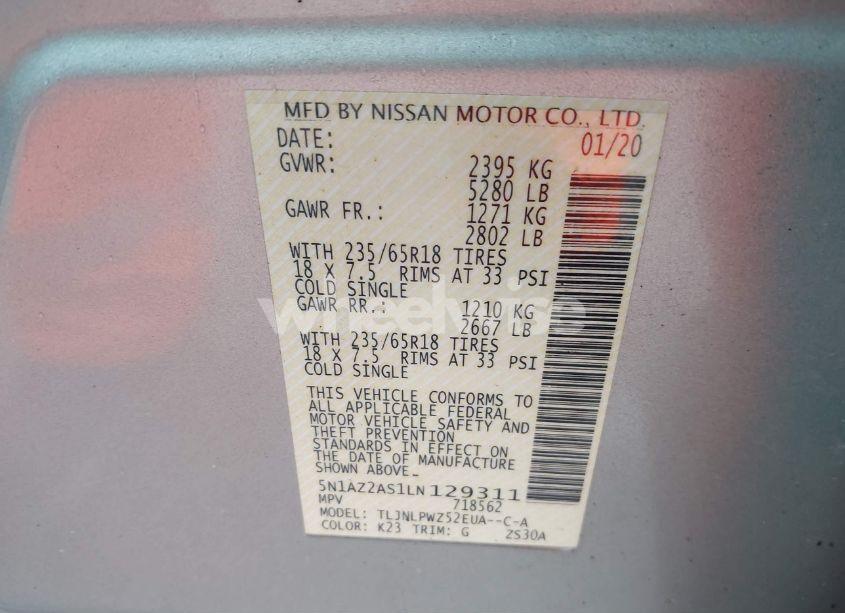 MFD BY NISSAN MOTOR CO., LTD.
DATE: 01/20
GVWR: 2395 KG
5280 LB
GAWR FR.: 1271 KG
2802 LB
WITH 235/65R18 TIRES
18 X 7.5 RIMS AT 33 PSI
COLD SINGLE
GAWR RR.: 1210 KG
2667 LB
WITH 235/65R18 TIRES
18 X 7.5 RIMS AT 33 PSI
COLD SINGLE
THIS VEHICLE CONFORMS TO
ALL APPLICABLE FEDERAL
MOTOR VEHICLE SAFETY AND
THEFT PREVENTION
STANDARDS IN EFFECT ON
THE DATE OF MANUFACTURE
SHOWN ABOVE.
5N1AZ2AS1LN129311
MPV 718562
MODEL: TLJNLPWZ52EUA--C-A
COLOR: K23 TRIM: G ZS30A
wheelwise